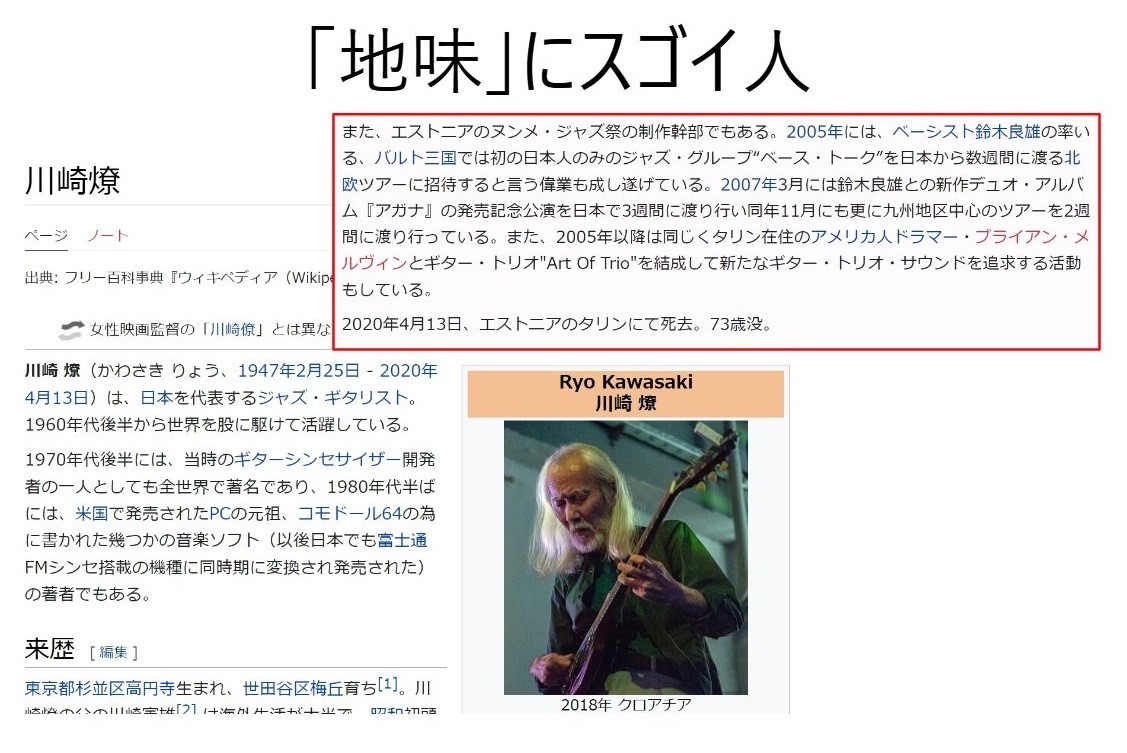 「地味」にスゴイ人
また、エストニアのヌンメ・ジャズ祭の制作幹部でもある。2005年には、ベーシスト鈴木良雄の率い
る、バルト三国では初の日本人のみのジャズ・グループ“ベース・トーク”を日本から数週間に渡る北
欧ツアーに招待すると言う偉業も成し遂げている。2007年3月には鈴木良雄との新作デュオ・アルバ
ム『アガナ』の発売記念公演を日本で3週間に渡り行い同年11月にも更に九州地区中心のツアーを2週
間に渡り行っている。また、2005年以降は同じくタリン在住のアメリカ人ドラマー・ブライアン・メ
ルヴィンとギター・トリオ"Art Of Trio"を結成して新たなギター・トリオ・サウンドを追求する活動
もしている。
2020年4月13日、エストニアのタリンにて死去。73歳没。
川崎燎
ページ ノート
出典: フリー百科事典『ウィキペディア（Wikipe
女性映画監督の「川崎僚」とは異な
川崎 燎（かわさき りょう、1947年2月25日 - 2020年
4月13日）は、日本を代表するジャズ・ギタリスト。
1960年代後半から世界を股に駆けて活躍している。
1970年代後半には、当時のギターシンセサイザー開発
者の一人としても全世界で著名であり、1980年代半ば
には、米国で発売されたPCの元祖、コモドール64の為
に書かれた幾つかの音楽ソフト（以後日本でも富士通
FMシンセ搭載の機種に同時期に変換され発売された）
の著者でもある。
来歴 [ 編集 ]
東京都杉並区高円寺生まれ、世田谷区梅丘育ち[1]。川
崎燎の父の川崎寅雄[2] は海外生活が大半で、昭和初頭
Ryo Kawasaki
川崎 燎
2018年 クロアチア